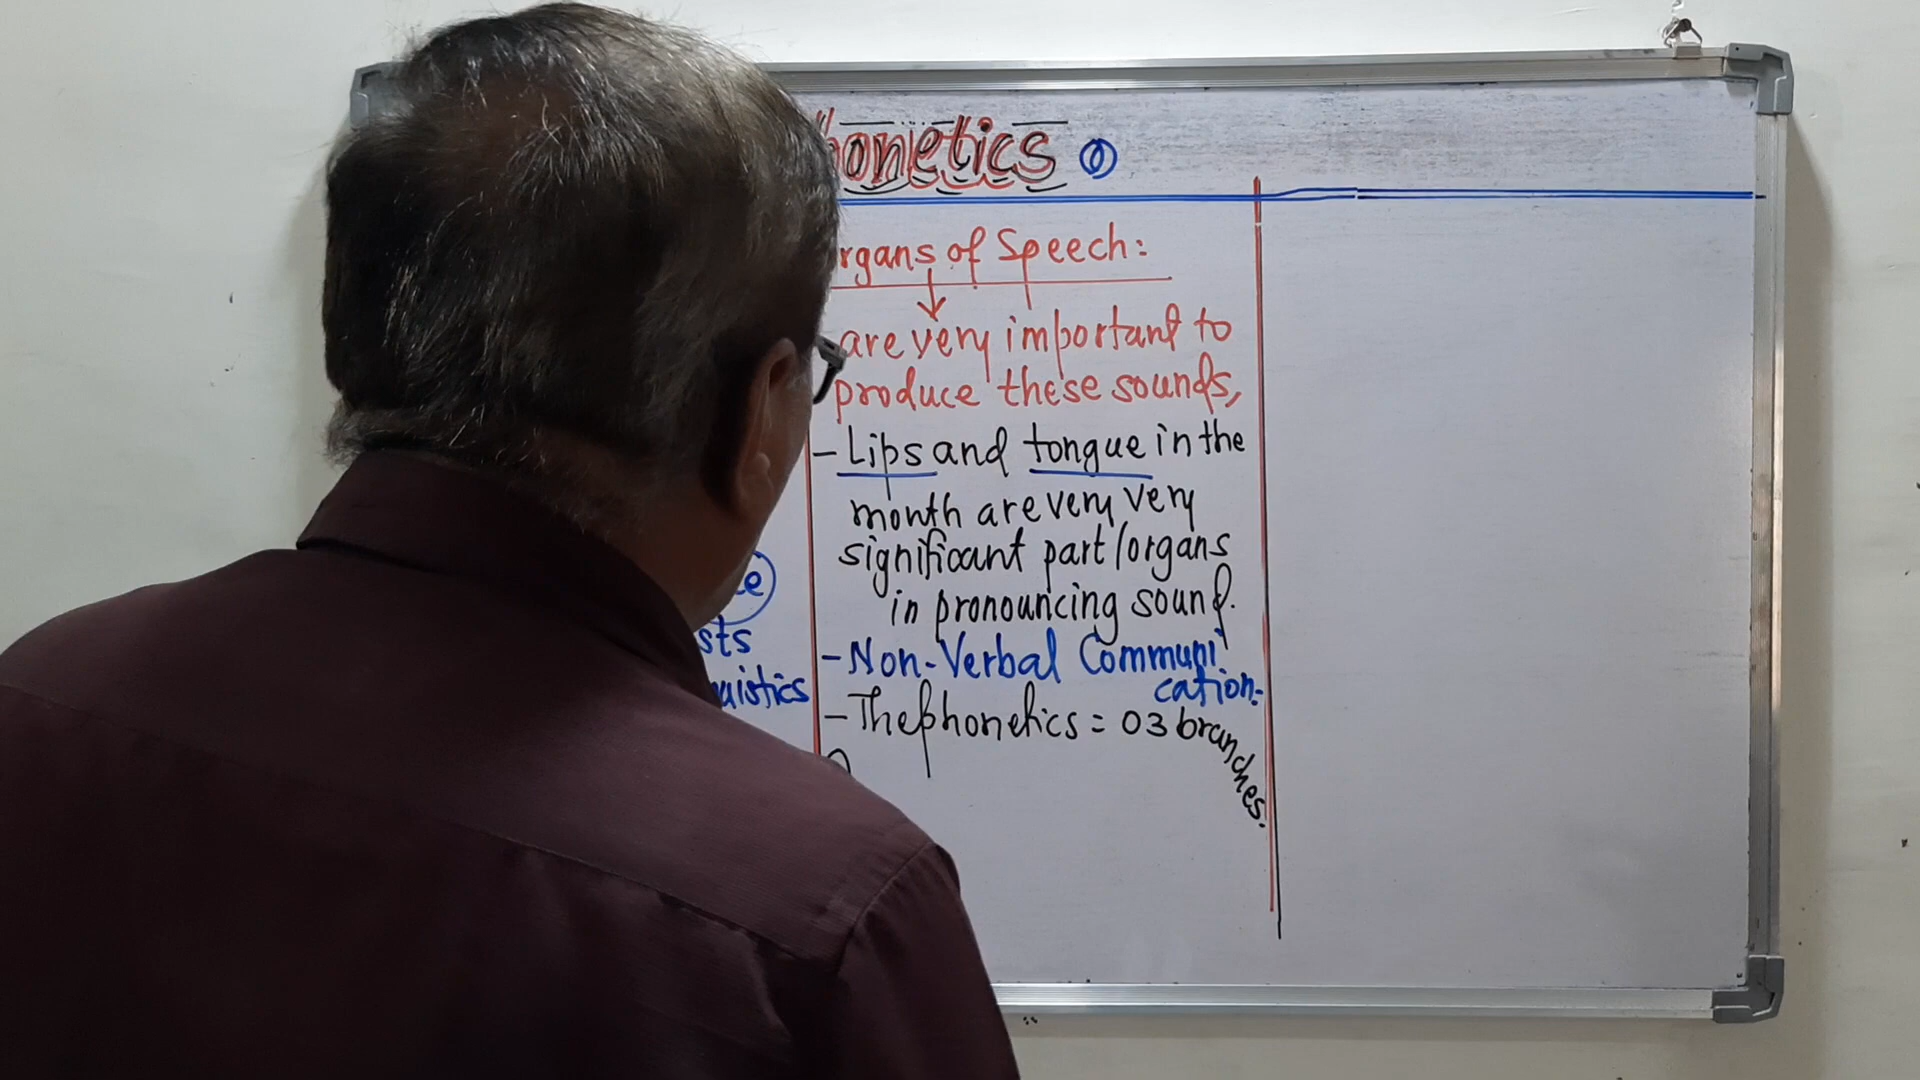 honetics ①
rgans of Speech:
are very important to
produce these sounds,
- Lips and tongue in the
month are very very
significant part/organs
in pronouncing sound.
- Non-Verbal Communi
cation.
- The phonetics = 03 branches.
sts
uistics